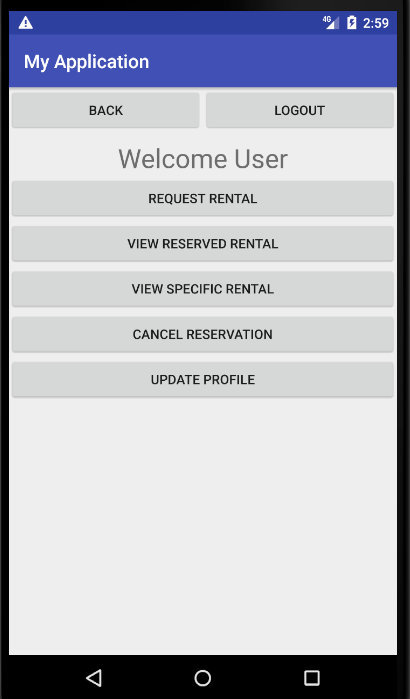 4G 2:59
My Application
BACK LOGOUT
Welcome User
REQUEST RENTAL
VIEW RESERVED RENTAL
VIEW SPECIFIC RENTAL
CANCEL RESERVATION
UPDATE PROFILE